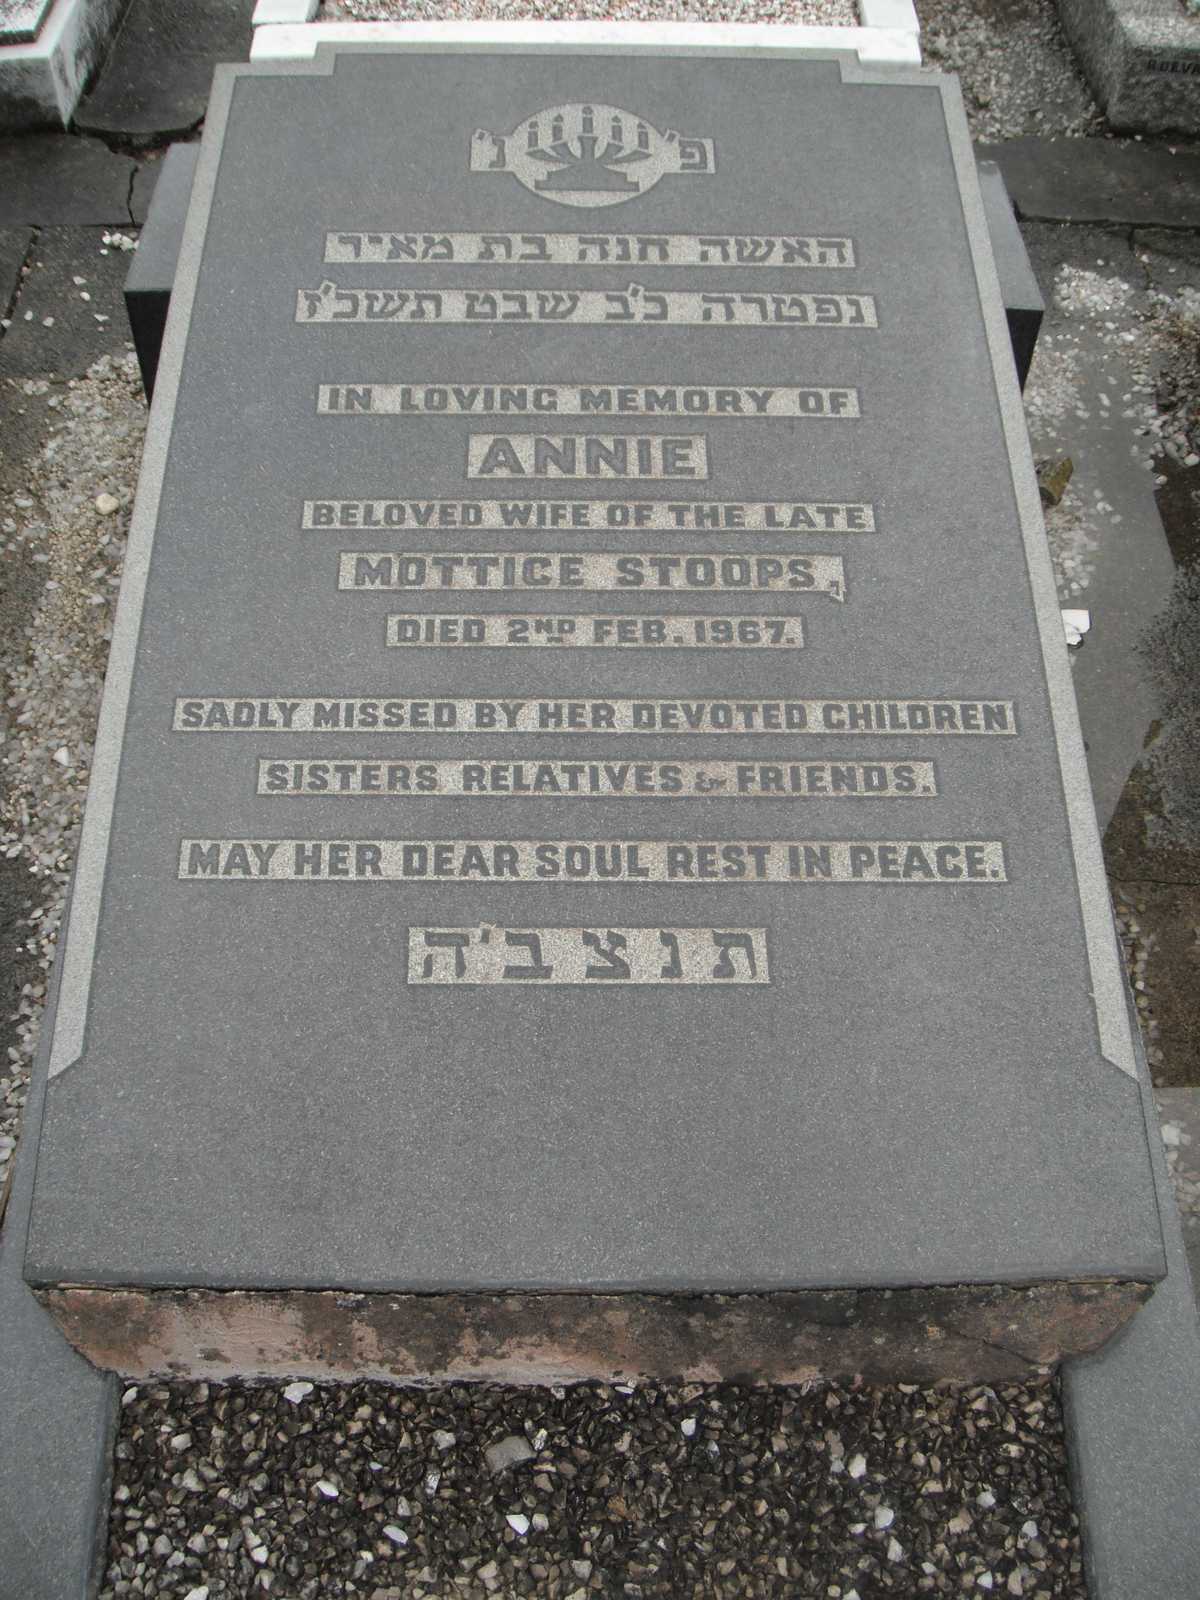 פ' נ'
האשה חנה בת מאיר
נפטרה כ'ב שבט תשכ'ז
IN LOVING MEMORY OF
ANNIE
BELOVED WIFE OF THE LATE
MOTTICE STOOPS,
DIED 2ND FEB. 1967.
SADLY MISSED BY HER DEVOTED CHILDREN
SISTERS RELATIVES & FRIENDS.
MAY HER DEAR SOUL REST IN PEACE.
תנצב'ה